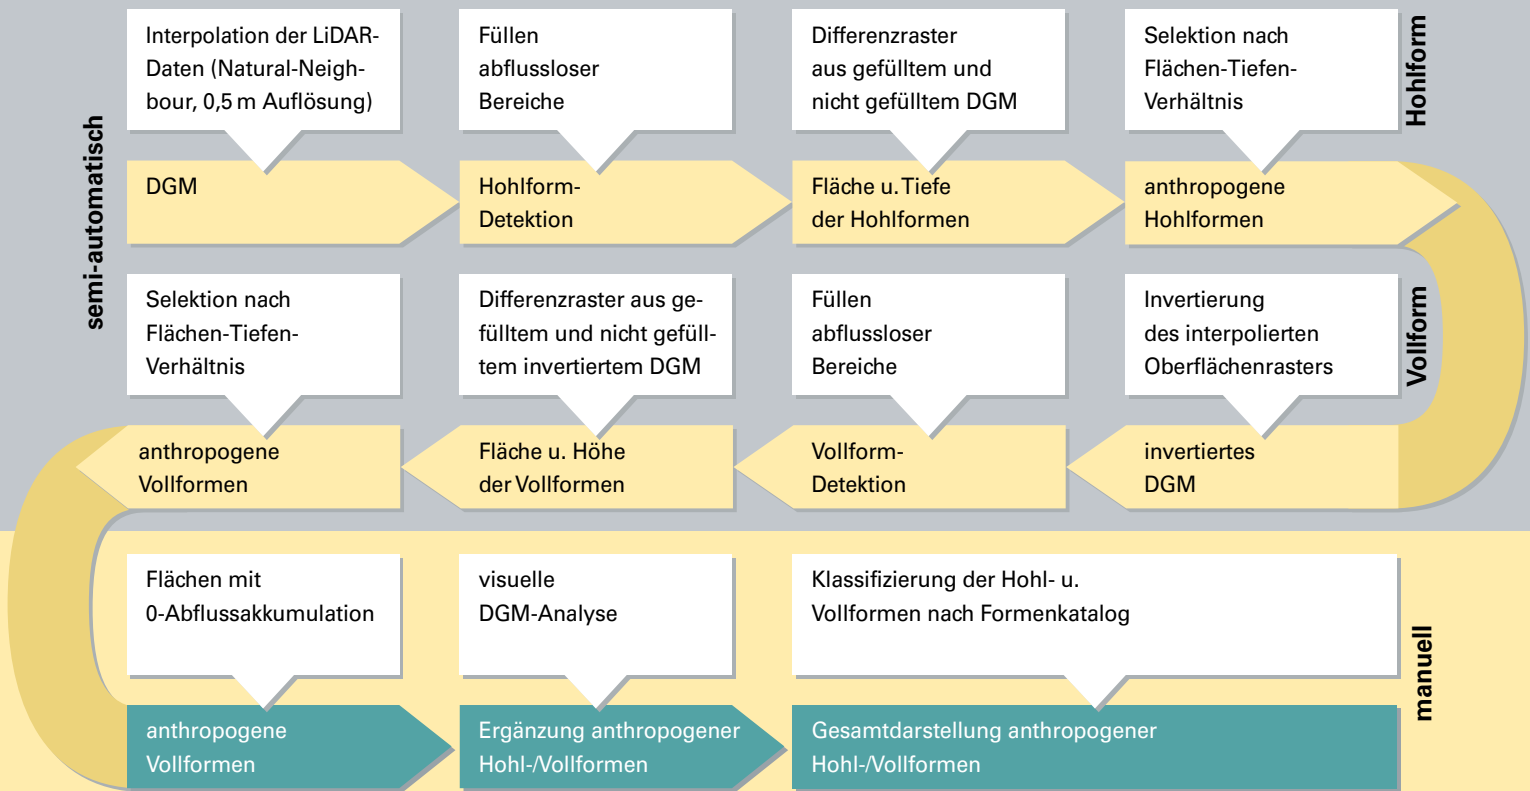 Interpolation der LiDAR-
Daten (Natural-Neigh-
bour, 0,5 m Auflösung)
Füllen
abflussloser
Bereiche
Differenzraster
aus gefülltem und
nicht gefülltem DGM
Selektion nach
Flächen-Tiefen-
Verhältnis
Hohlform
semi-automatisch
DGM
Hohlform-
Detektion
Fläche u. Tiefe
der Hohlformen
anthropogene
Hohlformen
Selektion nach
Flächen-Tiefen-
Verhältnis
Differenzraster aus ge-
fülltem und nicht gefüll-
tem invertiertem DGM
Füllen
abflussloser
Bereiche
Invertierung
des interpolierten
Oberflächenrasters
Vollform
anthropogene
Vollformen
Fläche u. Höhe
der Vollformen
Vollform-
Detektion
invertiertes
DGM
Flächen mit
0-Abflussakkumulation
visuelle
DGM-Analyse
Klassifizierung der Hohl- u.
Vollformen nach Formenkatalog
manuell
anthropogene
Vollformen
Ergänzung anthropogener
Hohl-/Vollformen
Gesamtdarstellung anthropogener
Hohl-/Vollformen